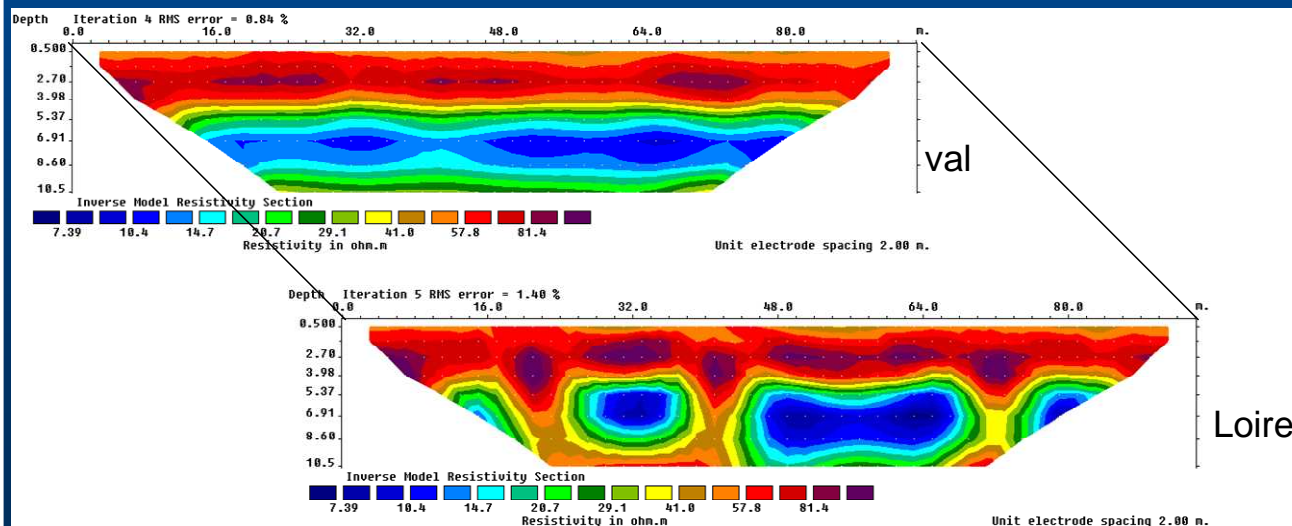 Depth Iteration 4 RMS error = 0.84 %
0.0 16.0 32.0 48.0 64.0 80.0 m.
0.500
2.70
3.98
5.37
6.91
8.60
10.5
val
Inverse Model Resistivity Section
7.39 10.4 14.7 20.7 29.1 41.0 57.8 81.4
Resistivity in ohm.m Unit electrode spacing 2.00 m.
Depth Iteration 5 RMS error = 1.40 %
0.0 16.0 32.0 48.0 64.0 80.0 m.
0.500
2.70
3.98
5.37
6.91
8.60
10.5
Loire
Inverse Model Resistivity Section
7.39 10.4 14.7 20.7 29.1 41.0 57.8 81.4
Resistivity in ohm.m Unit electrode spacing 2.00 m.